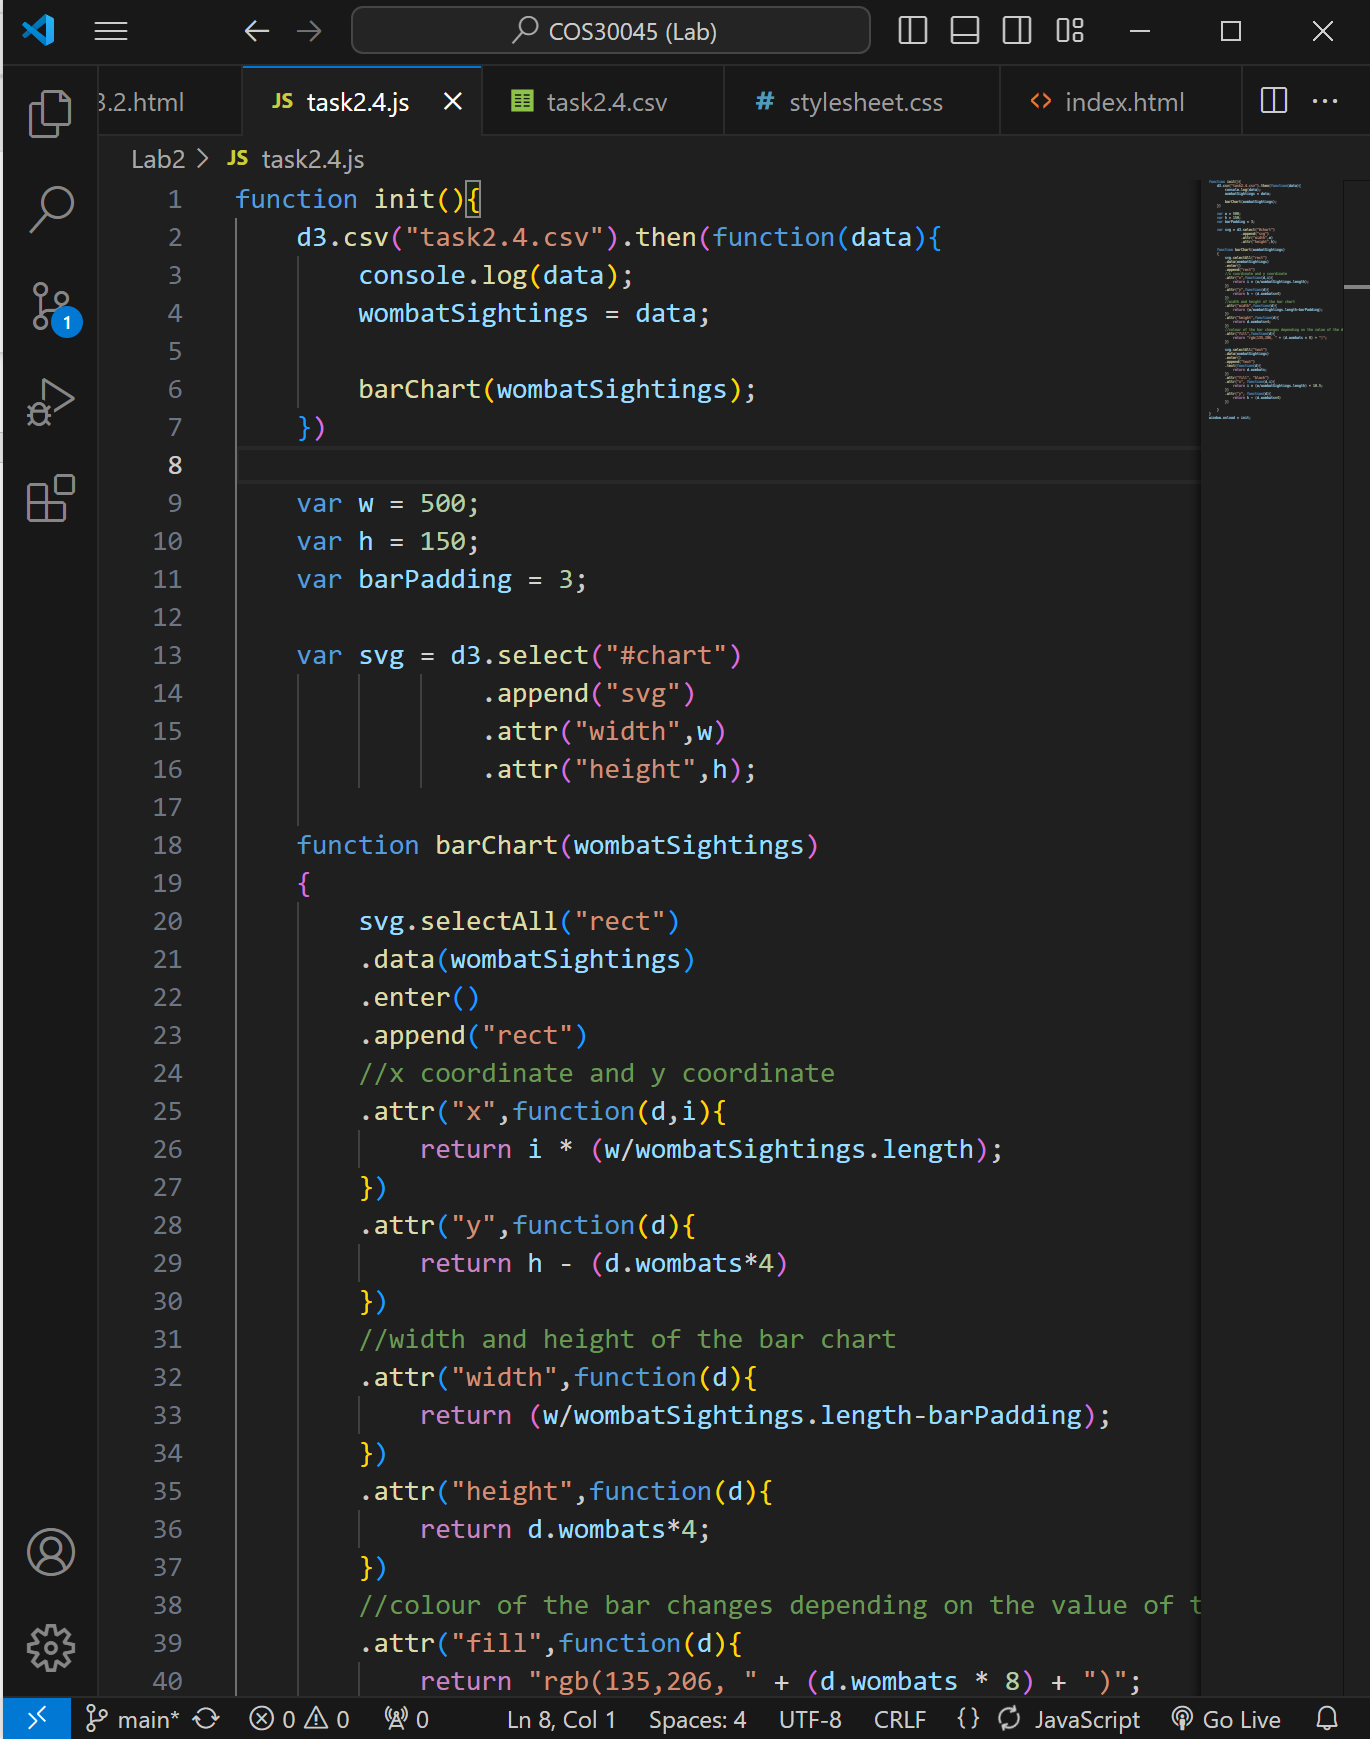 COS30045 (Lab)
3.2.html
JS task2.4.js
task2.4.csv
# stylesheet.css
<> index.html
Lab2 > JS task2.4.js
1 function init(){
2 d3.csv("task2.4.csv").then(function(data){
3 console.log(data);
4 wombatSightings = data;
5
6 barChart(wombatSightings);
7 })
8
9 var w = 500;
10 var h = 150;
11 var barPadding = 3;
12
13 var svg = d3.select("#chart")
14 .append("svg")
15 .attr("width",w)
16 .attr("height",h);
17
18 function barChart(wombatSightings)
19 {
20 svg.selectAll("rect")
21 .data(wombatSightings)
22 .enter()
23 .append("rect")
24 //x coordinate and y coordinate
25 .attr("x",function(d,i){
26 return i * (w/wombatSightings.length);
27 })
28 .attr("y",function(d){
29 return h - (d.wombats*4)
30 })
31 //width and height of the bar chart
32 .attr("width",function(d){
33 return (w/wombatSightings.length-barPadding);
34 })
35 .attr("height",function(d){
36 return d.wombats*4;
37 })
38 //colour of the bar changes depending on the value of t
39 .attr("fill",function(d){
40 return "rgb(135,206, " + (d.wombats * 8) + ")";
1
main* 0 0 0 Ln 8, Col 1 Spaces: 4 UTF-8 CRLF {} JavaScript Go Live